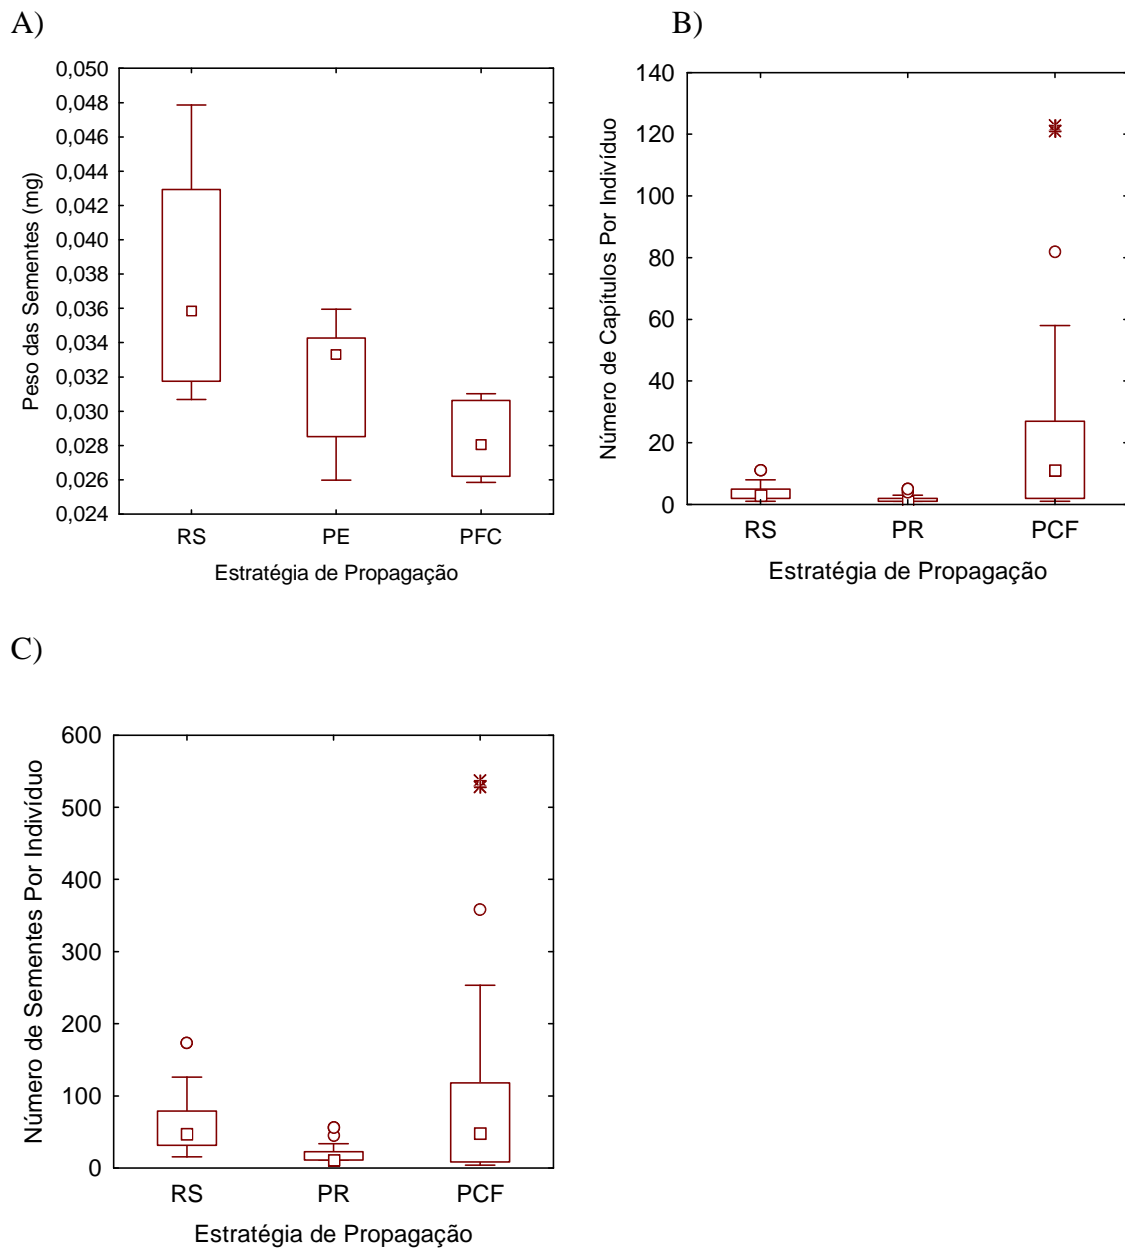 A)
0,050
0,048
0,046
0,044
0,042
0,040
0,038
0,036
0,034
0,032
0,030
0,028
0,026
0,024
Peso das Sementes (mg)
RS PE PFC
Estratégia de Propagação
B)
140
120
100
80
60
40
20
0
Número de Capítulos Por Indivíduo
RS PR PCF
Estratégia de Propagação
C)
600
500
400
300
200
100
0
Número de Sementes Por Indivíduo
RS PR PCF
Estratégia de Propagação